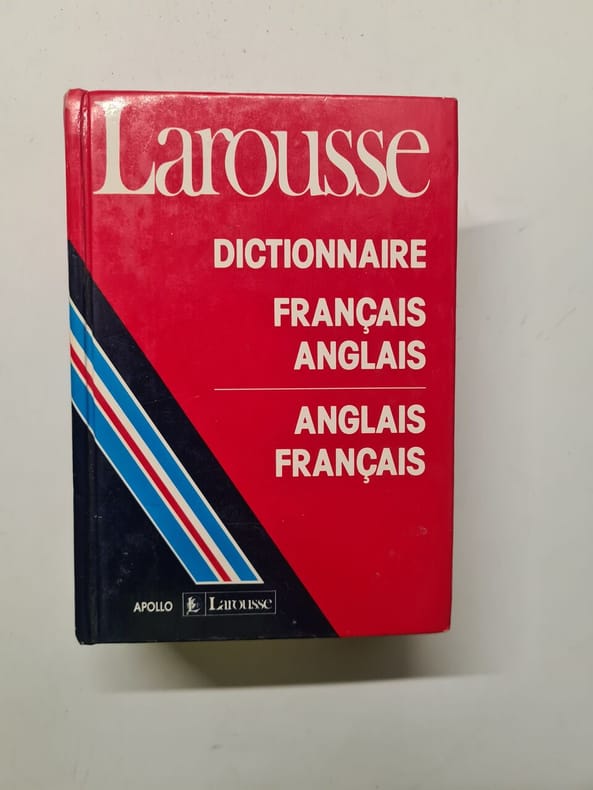 Larousse
DICTIONNAIRE
FRANÇAIS
ANGLAIS
ANGLAIS
FRANÇAIS
APOLLO Larousse